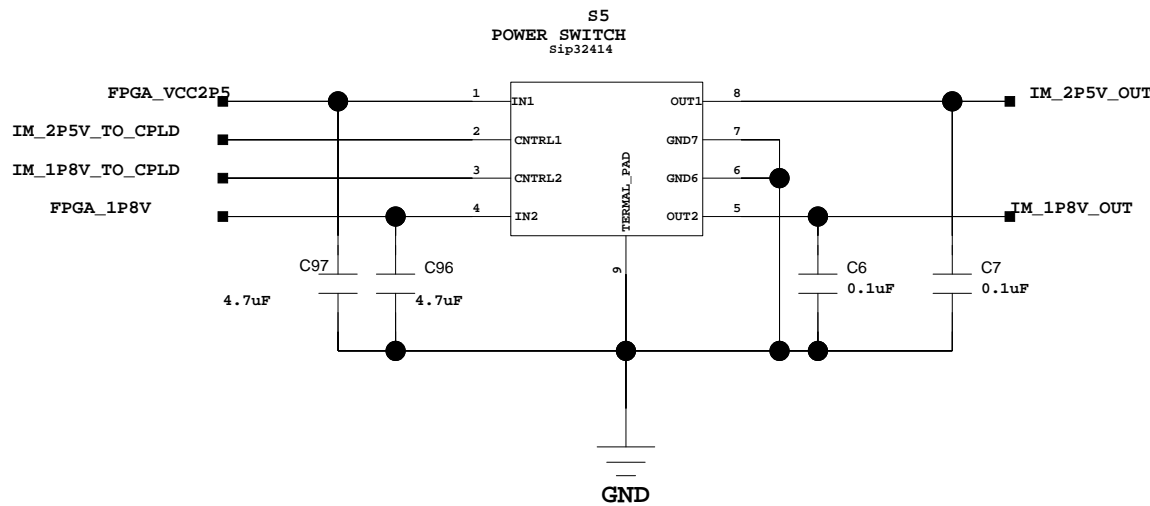 S5
POWER SWITCH
Sip32414
FPGA_VCC2P5
1
IN1
OUT1
8
IM_2P5V_OUT
IM_2P5V_TO_CPLD
2
CNTRL1
GND7
7
IM_1P8V_TO_CPLD
3
CNTRL2
GND6
6
FPGA_1P8V
4
IN2
OUT2
5
IM_1P8V_OUT
TERMAL_PAD
9
C97
4.7uF
C96
4.7uF
C6
0.1uF
C7
0.1uF
GND